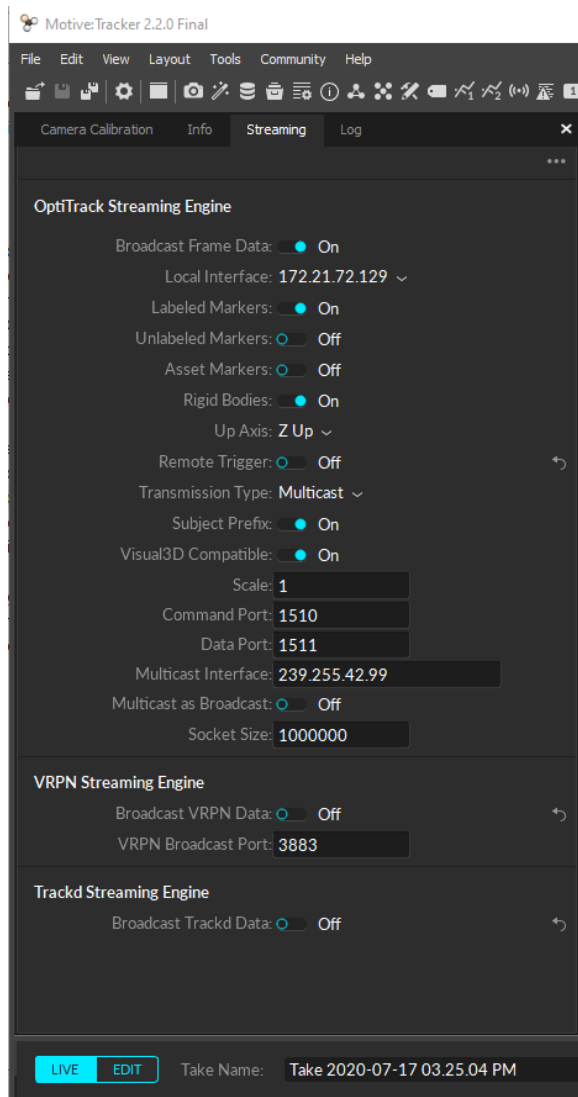 Motive:Tracker 2.2.0 Final
File Edit View Layout Tools Community Help
Camera Calibration Info Streaming Log
OptiTrack Streaming Engine
Broadcast Frame Data: On
Local Interface: 172.21.72.129
Labeled Markers: On
Unlabeled Markers: Off
Asset Markers: Off
Rigid Bodies: On
Up Axis: Z Up
Remote Trigger: Off
Transmission Type: Multicast
Subject Prefix: On
Visual3D Compatible: On
Scale: 1
Command Port: 1510
Data Port: 1511
Multicast Interface: 239.255.42.99
Multicast as Broadcast: Off
Socket Size: 1000000
VRPN Streaming Engine
Broadcast VRPN Data: Off
VRPN Broadcast Port: 3883
Trackd Streaming Engine
Broadcast Trackd Data: Off
LIVE EDIT Take Name: Take 2020-07-17 03.25.04 PM